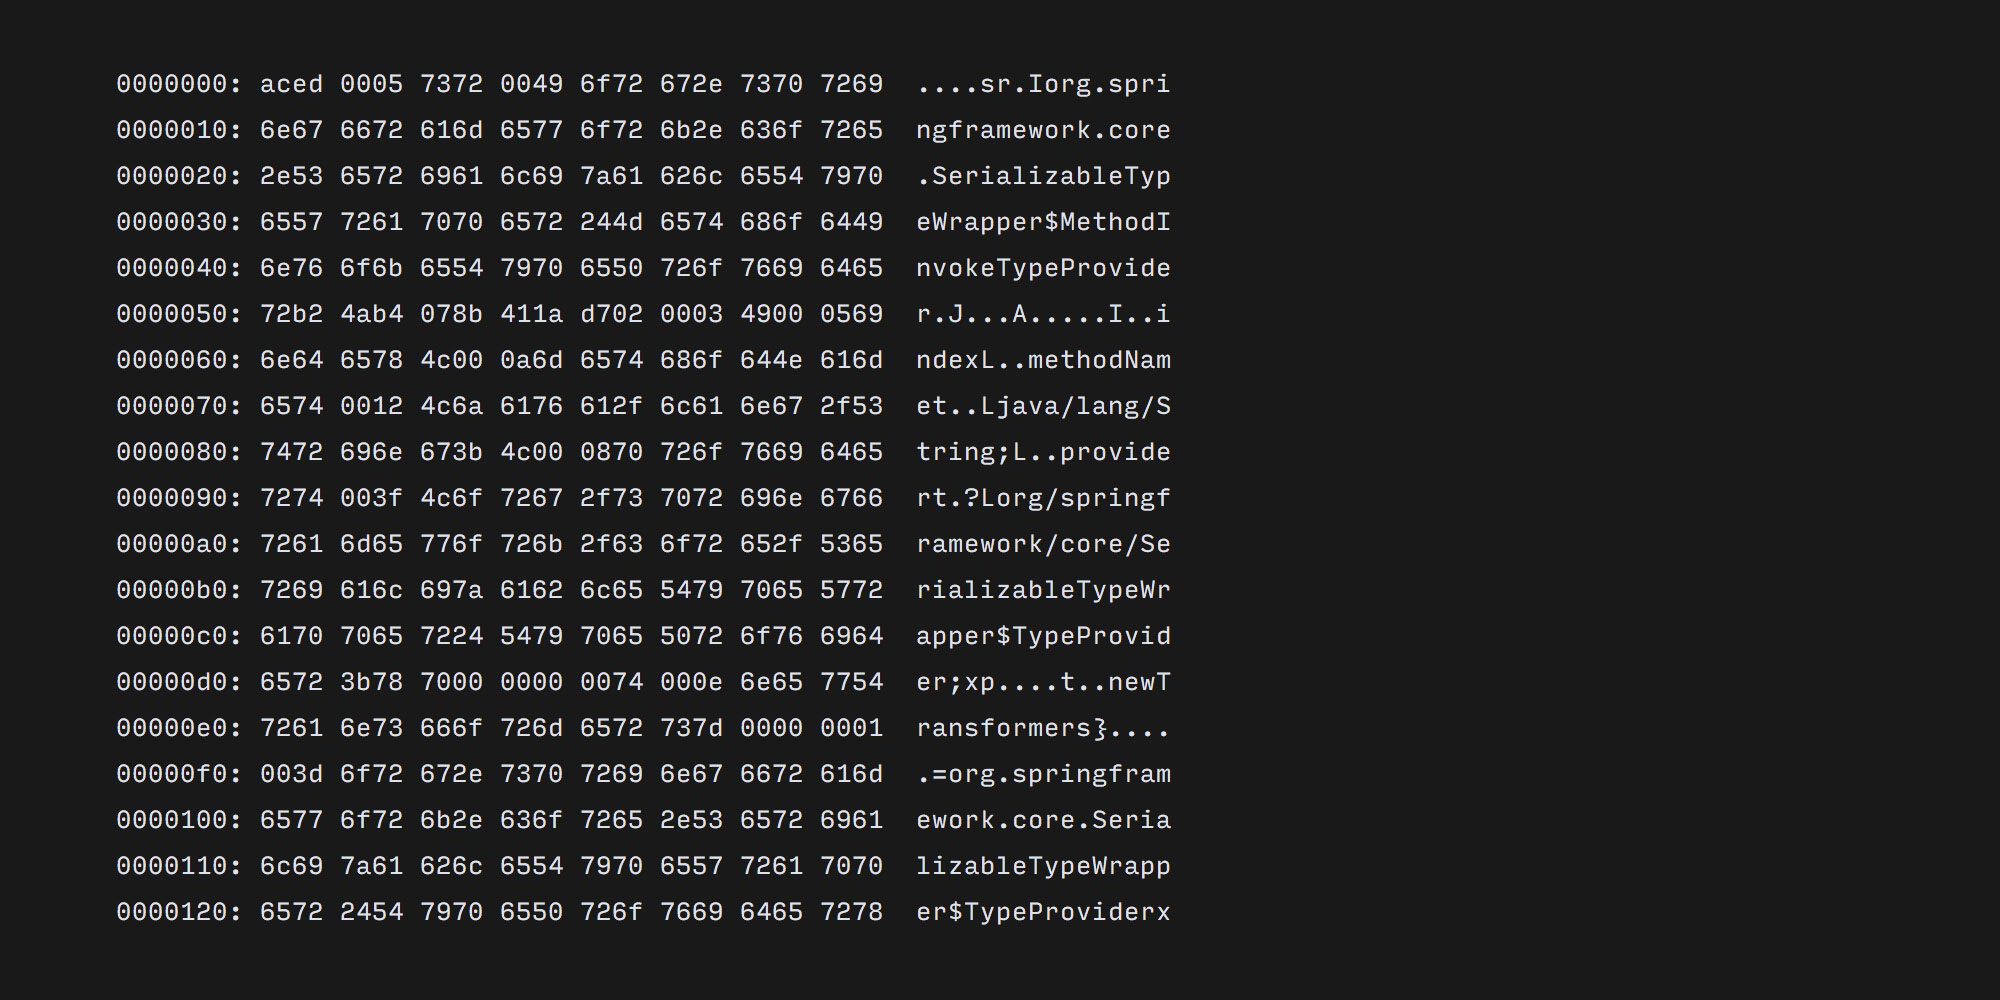 0000000: aced 0005 7372 0049 6f72 672e 7370 7269  ....sr.Iorg.spri
0000010: 6e67 6672 616d 6577 6f72 6b2e 636f 7265  ngframework.core
0000020: 2e53 6572 6961 6c69 7a61 626c 6554 7970  .SerializableTyp
0000030: 6557 7261 7070 6572 244d 6574 686f 6449  eWrapper$MethodI
0000040: 6e76 6f6b 6554 7970 6550 726f 7669 6465  nvokeTypeProvide
0000050: 72b2 4ab4 078b 411a d702 0003 4900 0569  r.J...A.....I..i
0000060: 6e64 6578 4c00 0a6d 6574 686f 644e 616d  ndexL..methodNam
0000070: 6574 0012 4c6a 6176 612f 6c61 6e67 2f53  et..Ljava/lang/S
0000080: 7472 696e 673b 4c00 0870 726f 7669 6465  tring;L..provide
0000090: 7274 003f 4c6f 7267 2f73 7072 696e 6766  rt.?Lorg/springf
00000a0: 7261 6d65 776f 726b 2f63 6f72 652f 5365  ramework/core/Se
00000b0: 7269 616c 697a 6162 6c65 5479 7065 5772  rializableTypeWr
00000c0: 6170 7065 7224 5479 7065 5072 6f76 6964  apper$TypeProvid
00000d0: 6572 3b78 7000 0000 0074 000e 6e65 7754  er;xp....t..newT
00000e0: 7261 6e73 666f 726d 6572 737d 0000 0001  ransformers}....
00000f0: 003d 6f72 672e 7370 7269 6e67 6672 616d  .=org.springfram
0000100: 6577 6f72 6b2e 636f 7265 2e53 6572 6961  ework.core.Seria
0000110: 6c69 7a61 626c 6554 7970 6557 7261 7070  lizableTypeWrapp
0000120: 6572 2454 7970 6550 726f 7669 6465 7278  er$TypeProviderx